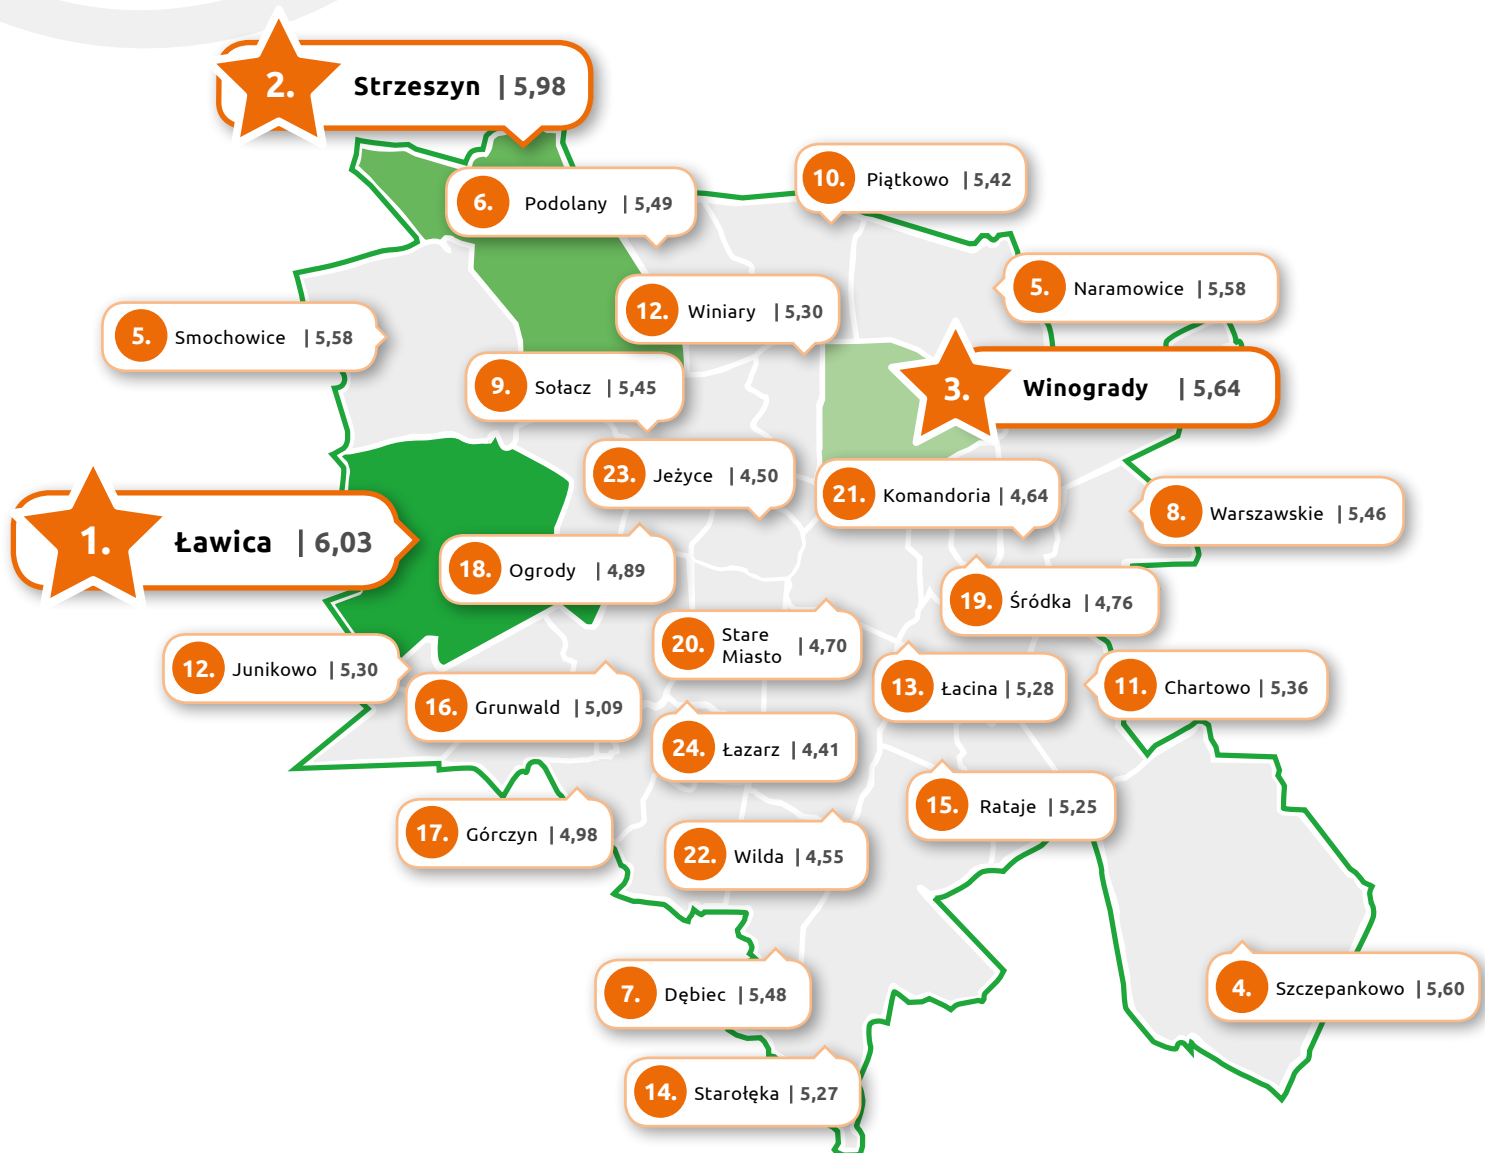 2. Strzeszyn | 5,98
6. Podolany | 5,49
10. Piątkowo | 5,42
5. Naramowice | 5,58
12. Winiary | 5,30
5. Smochowice | 5,58
9. Sołacz | 5,45
3. Winogrady | 5,64
23. Jeżyce | 4,50
21. Komandoria | 4,64
8. Warszawskie | 5,46
1. Ławica | 6,03
18. Ogrody | 4,89
19. Śródka | 4,76
20. Stare
Miasto | 4,70
12. Junikowo | 5,30
13. Łacina | 5,28
11. Chartowo | 5,36
16. Grunwald | 5,09
24. Łazarz | 4,41
15. Rataje | 5,25
17. Górczyn | 4,98
22. Wilda | 4,55
7. Dębiec | 5,48
4. Szczepankowo | 5,60
14. Starołęka | 5,27